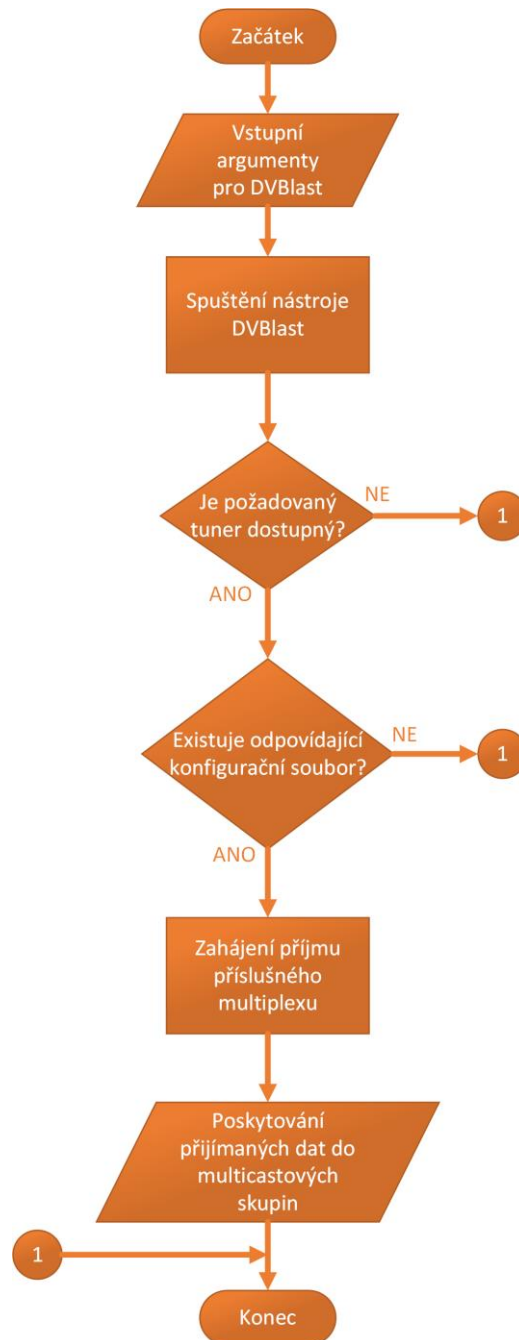 Začátek
Vstupní
argumenty
pro DVBlast
Spuštění nástroje
DVBlast
Je požadovaný
tuner dostupný?
NE
1
ANO
Existuje odpovídající
konfigurační soubor?
NE
1
ANO
Zahájení příjmu
příslušného
multiplexu
Poskytování
přijímaných dat do
multicastových
skupin
1
Konec